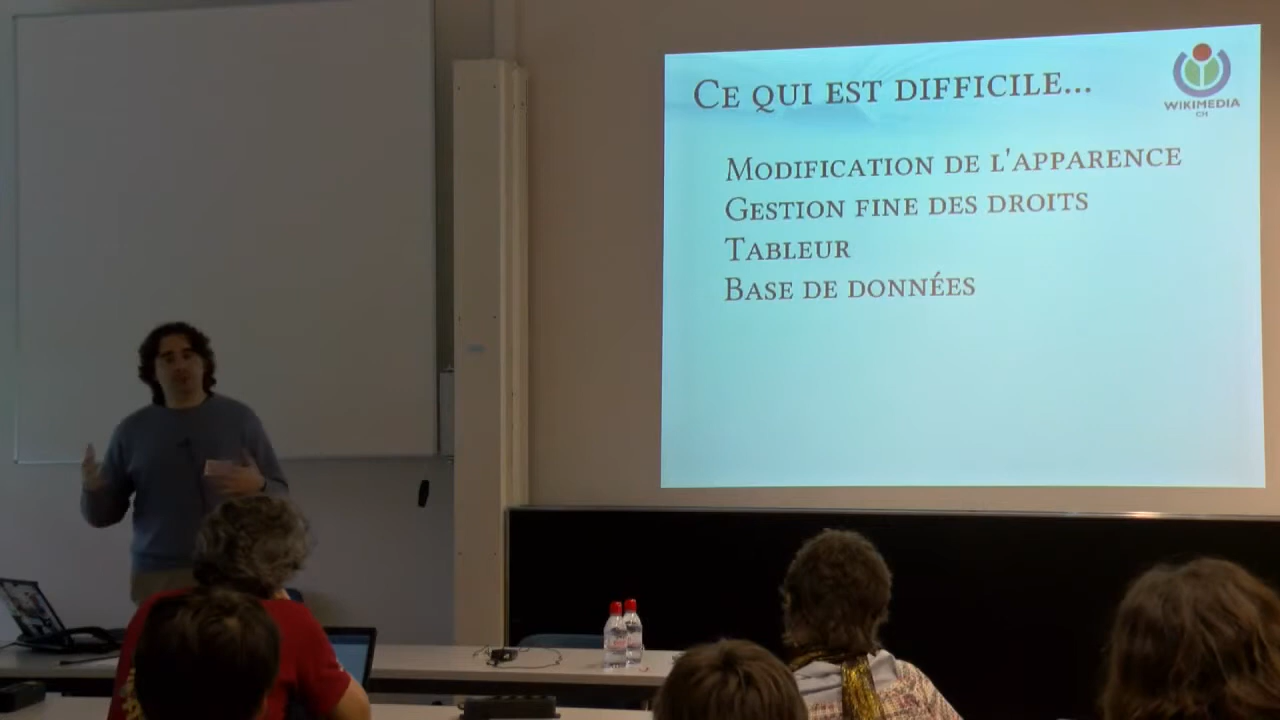 Ce qui est difficile...
WIKIMEDIA
CH
Modification de l'apparence
Gestion fine des droits
Tableur
Base de données